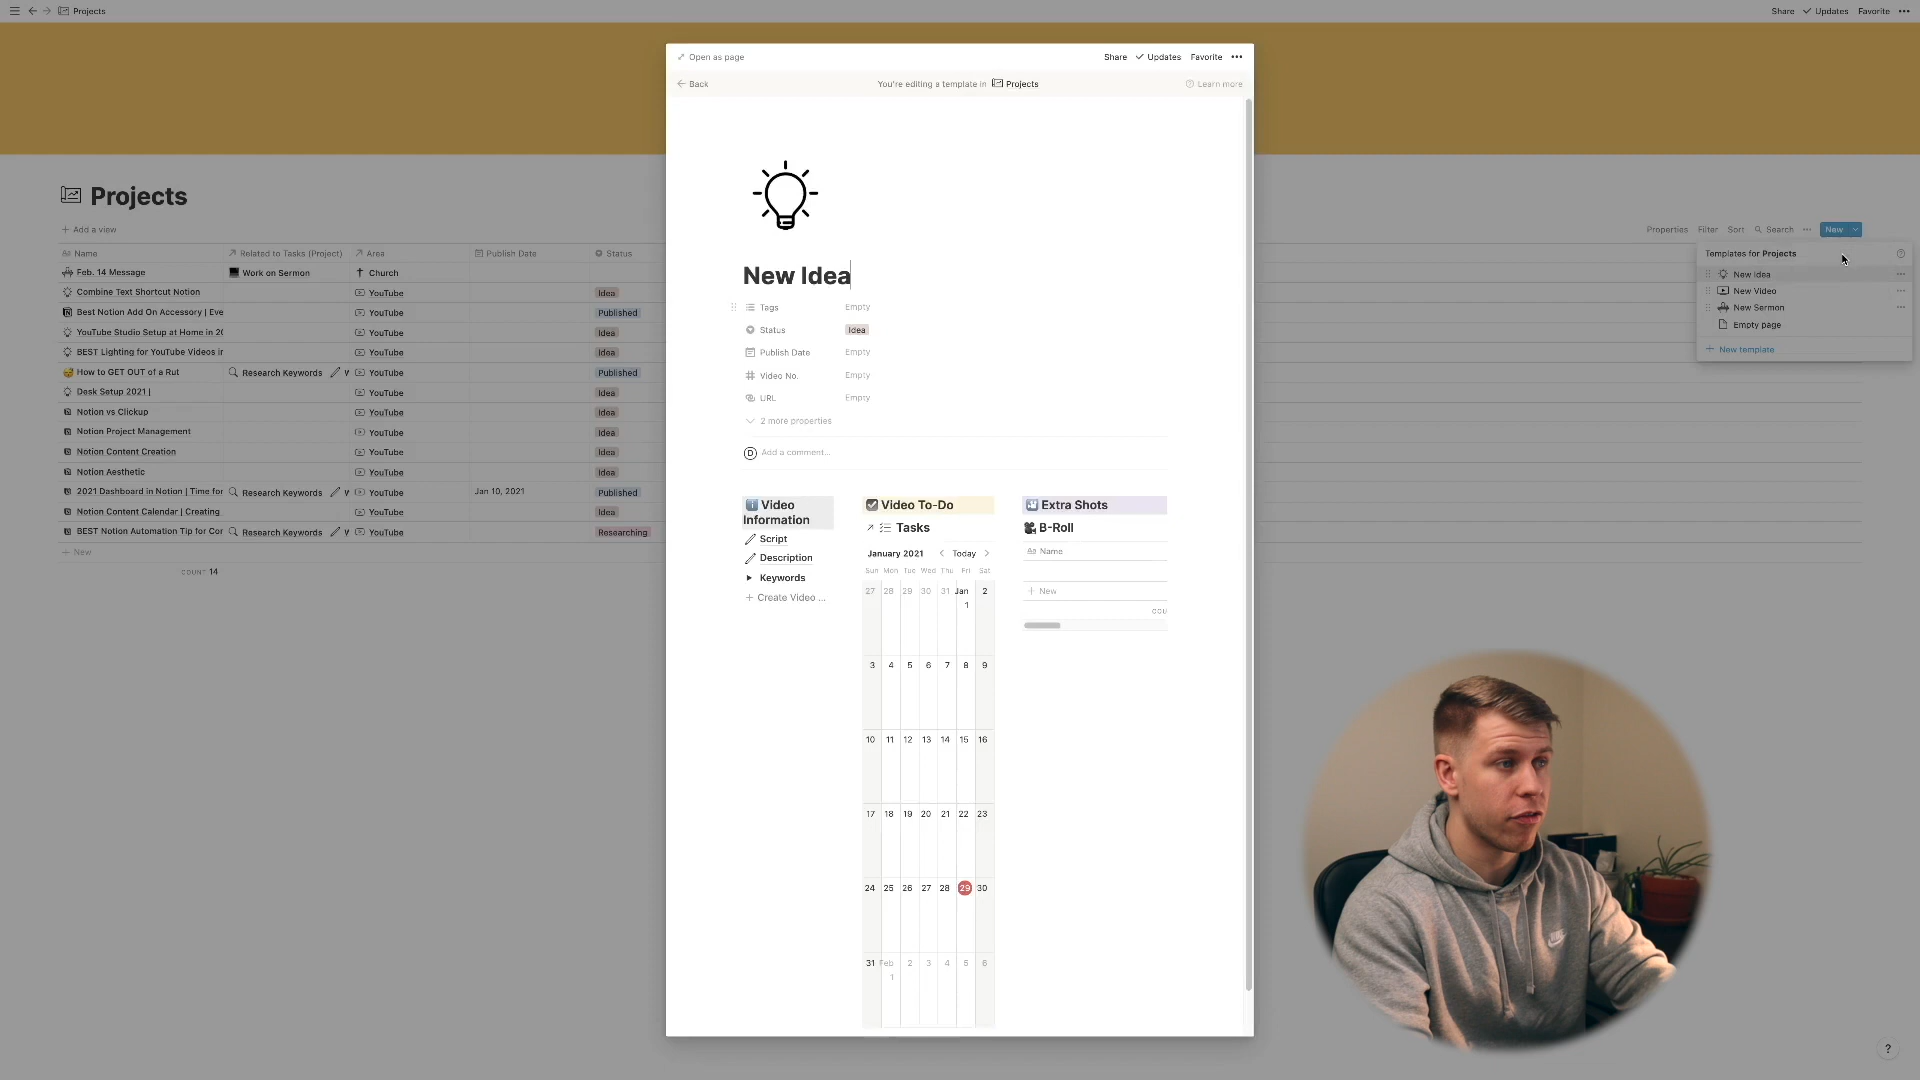 Projects
Share
Updates
Favorite
Open as page
Share
Updates
Favorite
Back
You're editing a template in Projects
Learn more
Projects
Add a view
Properties
Filter
Sort
Search
New
Name
Related to Tasks (Project)
Area
Publish Date
Status
Feb. 14 Message
Work on Sermon
Church
Combine Text Shortcut Notion
YouTube
Idea
Best Notion Add On Accessory | Eve
YouTube
Published
YouTube Studio Setup at Home in 20
YouTube
Idea
BEST Lighting for YouTube Videos in
YouTube
Idea
How to GET OUT of a Rut
Research Keywords
YouTube
Published
Desk Setup 2021 |
YouTube
Idea
Notion vs Clickup
YouTube
Idea
Notion Project Management
YouTube
Idea
Notion Content Creation
YouTube
Idea
Notion Aesthetic
YouTube
Idea
2021 Dashboard in Notion | Time for
Research Keywords
YouTube
Jan 10, 2021
Published
Notion Content Calendar | Creating
YouTube
Idea
BEST Notion Automation Tip for Cor
Research Keywords
YouTube
Researching
New
COUNT 14
New Idea
Tags
Empty
Status
Idea
Publish Date
Empty
Video No.
Empty
URL
Empty
2 more properties
D
Add a comment...
Video
Information
Script
Description
Keywords
Create Video ...
Video To-Do
Tasks
January 2021
Today
Sun Mon Tue Wed Thu Fri Sat
27 28 29 30 31 Jan 2
1
3 4 5 6 7 8 9
10 11 12 13 14 15 16
17 18 19 20 21 22 23
24 25 26 27 28 29 30
31 Feb 2 3 4 5 6
1
Extra Shots
B-Roll
Name
New
COU
Templates for Projects
New Idea
New Video
New Sermon
Empty page
New template
?